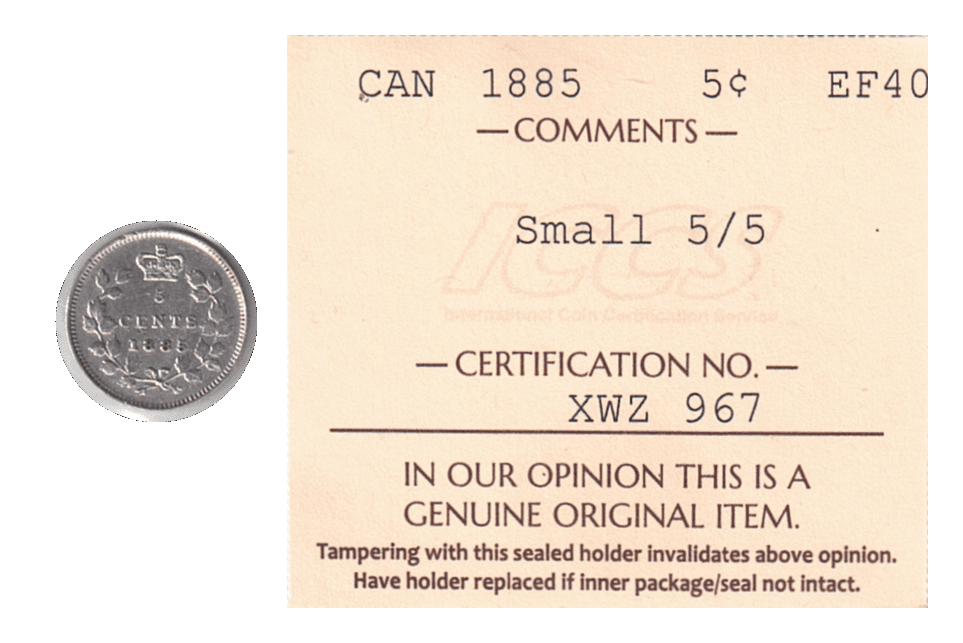 5
CENTS
1885
CAN 1885 5¢ EF40
— COMMENTS —
Small 5/5
ICCS
International Coin Certification Service
— CERTIFICATION NO. —
XWZ 967
IN OUR OPINION THIS IS A
GENUINE ORIGINAL ITEM.
Tampering with this sealed holder invalidates above opinion.
Have holder replaced if inner package/seal not intact.